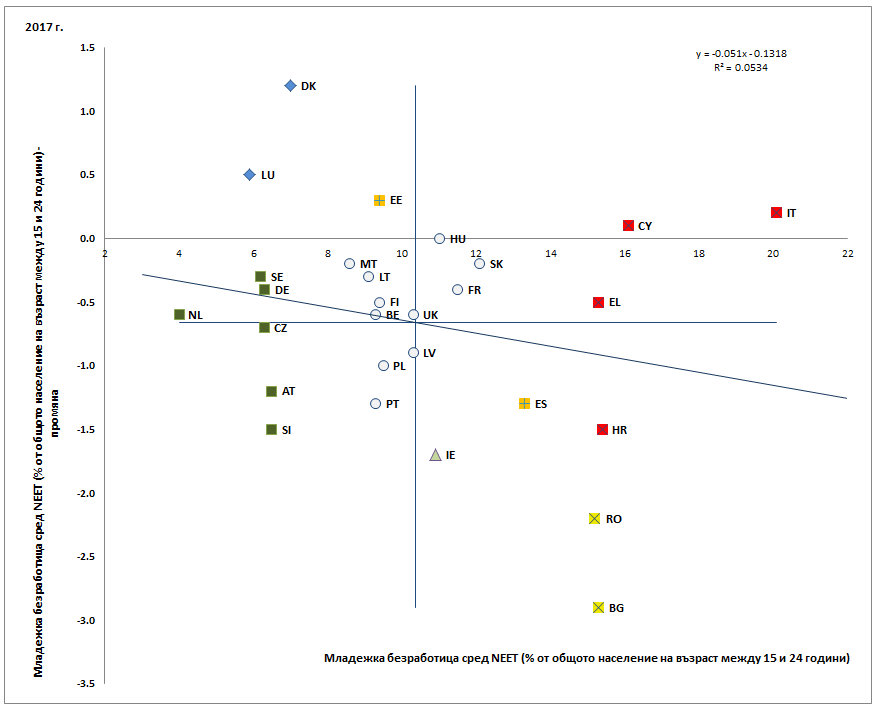 2017 г.
y = -0.051x - 0.1318
R² = 0.0534
1.5
1.0
0.5
0.0
-0.5
-1.0
-1.5
-2.0
-2.5
-3.0
-3.5
2 4 6 8 10 12 14 16 18 20 22
DK
LU
EE
IT
CY
HU
MT
SK
SE
LT
DE
FR
FI
EL
NL
BE
UK
CZ
LV
PL
AT
PT
ES
SI
HR
IE
RO
BG
Младежка безработица сред NEET (% от общото население на възраст между 15 и 24 години)-
промяна
Младежка безработица сред NEET (% от общото население на възраст между 15 и 24 години)